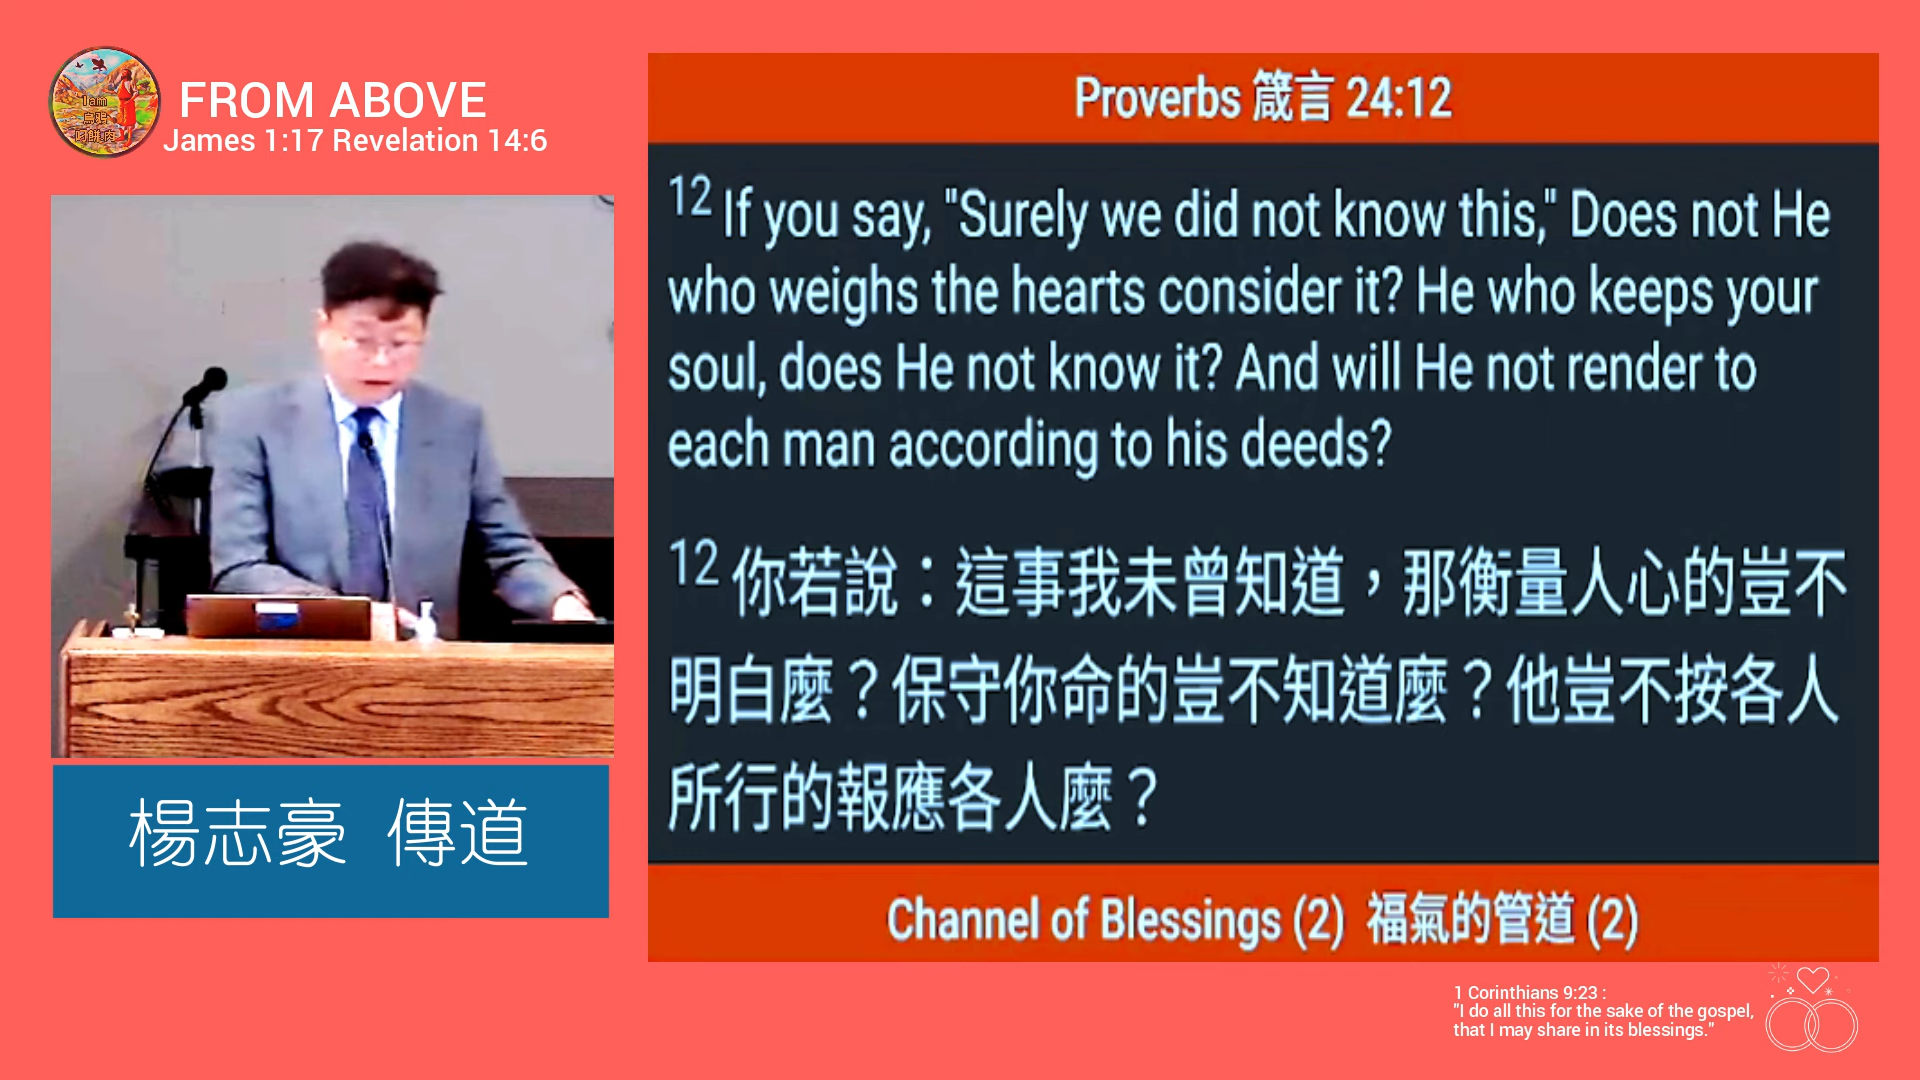 1am
烏鴉
叼餅肉
FROM ABOVE
James 1:17 Revelation 14:6
楊志豪 傳道
Proverbs 箴言 24:12
12 If you say, "Surely we did not know this," Does not He
who weighs the hearts consider it? He who keeps your
soul, does He not know it? And will He not render to
each man according to his deeds?
12 你若說：這事我未曾知道，那衡量人心的豈不
明白麼？保守你命的豈不知道麼？他豈不按各人
所行的報應各人麼？
Channel of Blessings (2) 福氣的管道 (2)
1 Corinthians 9:23 :
"I do all this for the sake of the gospel,
that I may share in its blessings."